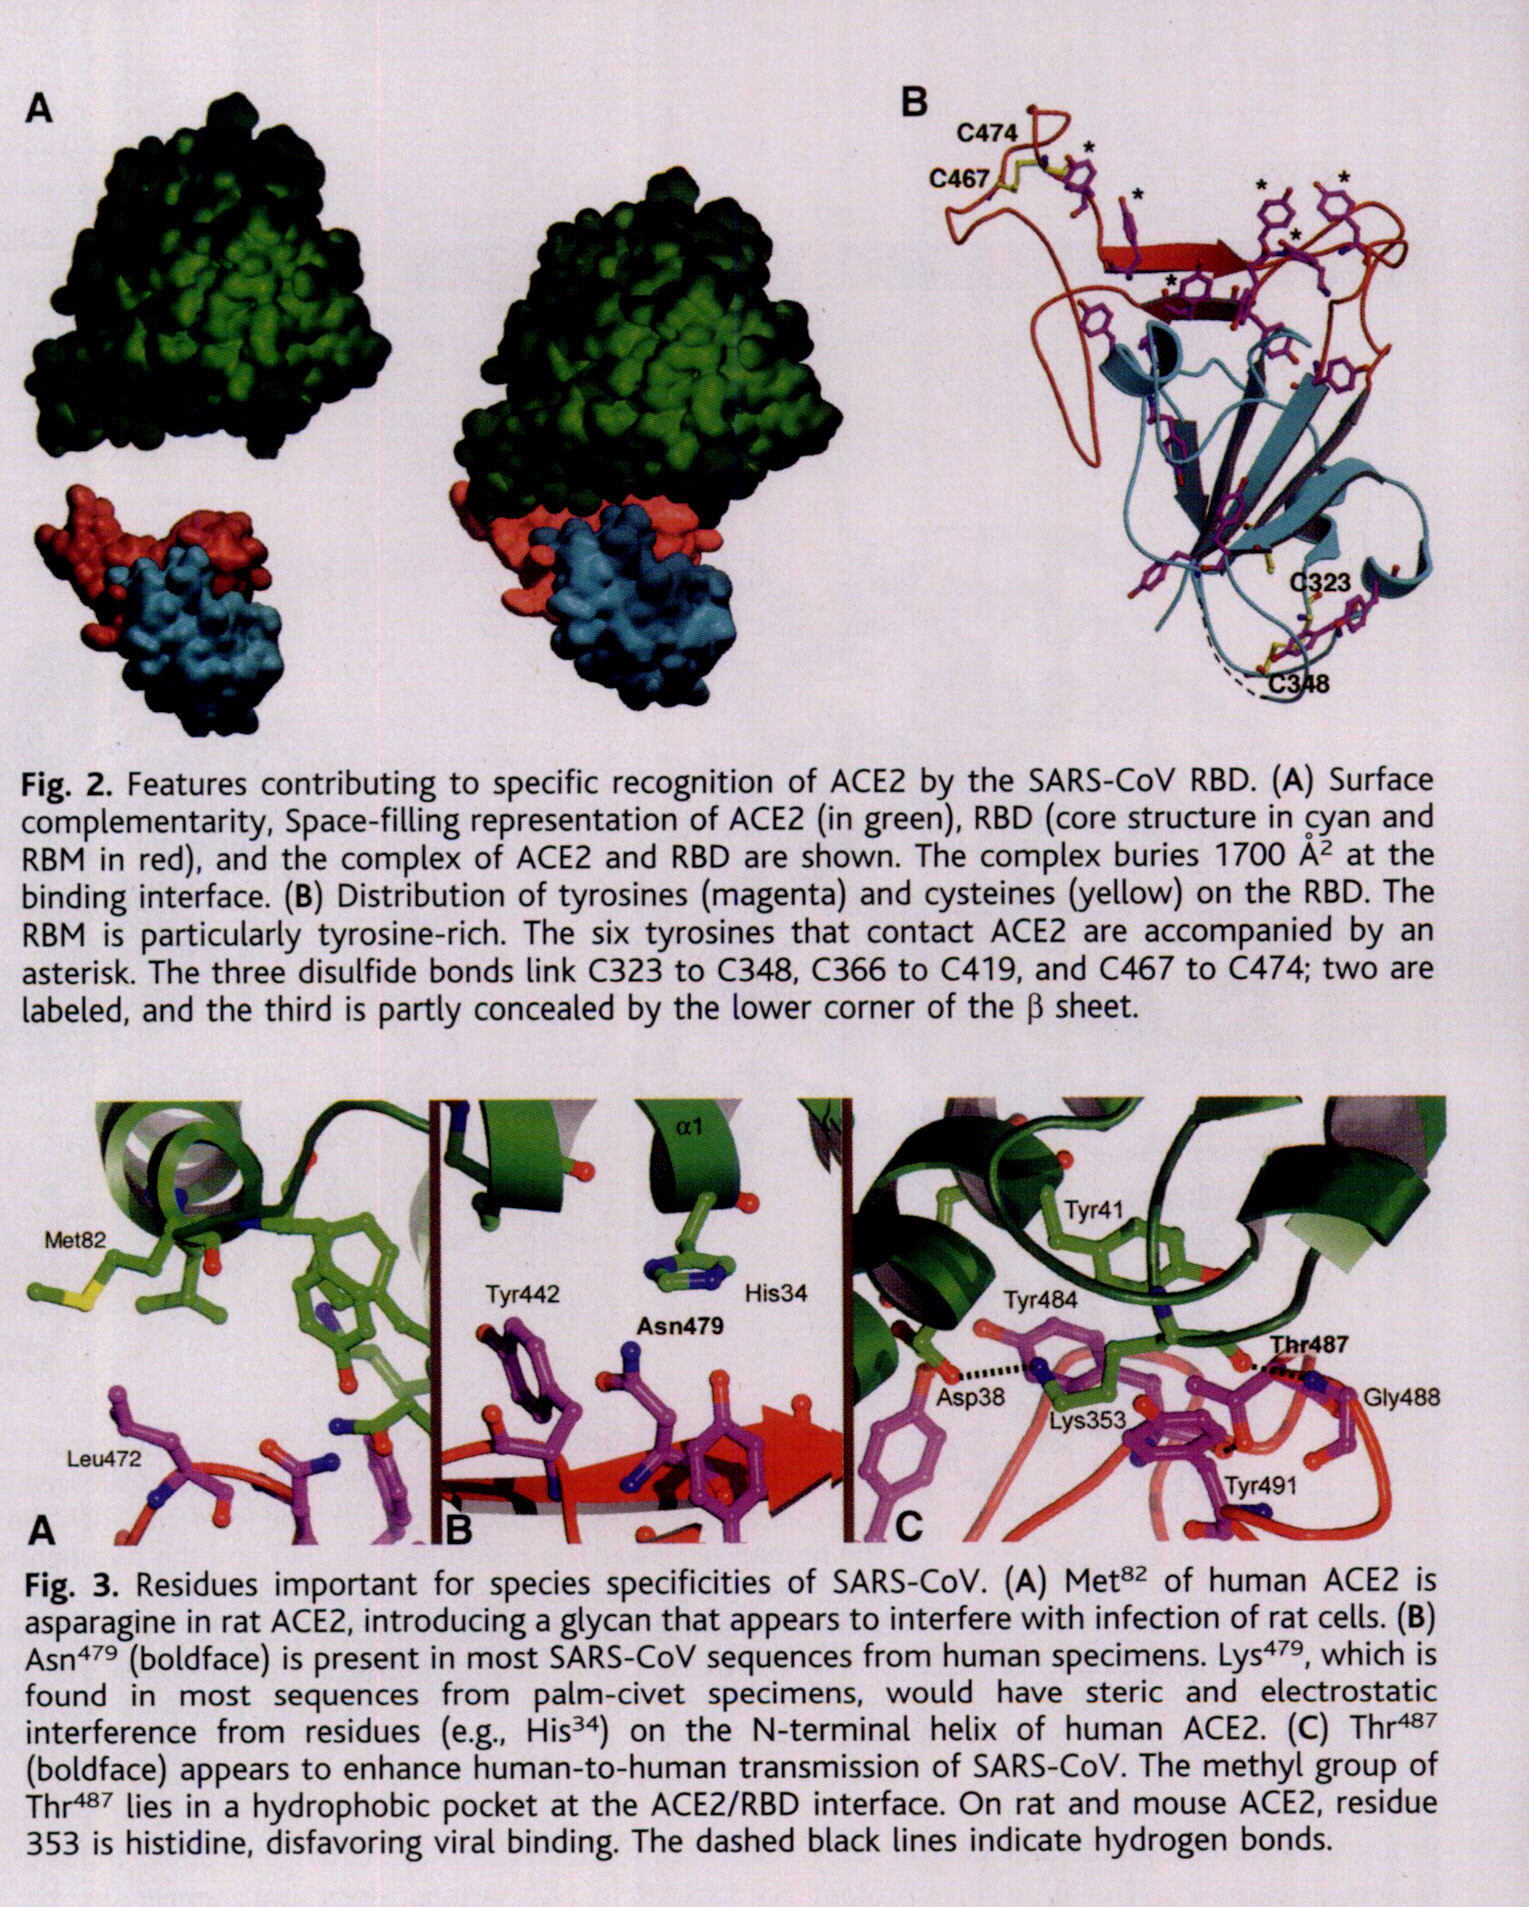 A
B
C474
C467
*
*
*
*
*
*
C323
C348
Fig. 2. Features contributing to specific recognition of ACE2 by the SARS-CoV RBD. (A) Surface
complementarity, Space-filling representation of ACE2 (in green), RBD (core structure in cyan and
RBM in red), and the complex of ACE2 and RBD are shown. The complex buries 1700 Å² at the
binding interface. (B) Distribution of tyrosines (magenta) and cysteines (yellow) on the RBD. The
RBM is particularly tyrosine-rich. The six tyrosines that contact ACE2 are accompanied by an
asterisk. The three disulfide bonds link C323 to C348, C366 to C419, and C467 to C474; two are
labeled, and the third is partly concealed by the lower corner of the β sheet.
Met82
Leu472
A
α1
Tyr442
His34
Asn479
B
Tyr41
Tyr484
Thr487
Asp38
Lys353
Gly488
Tyr491
C
Fig. 3. Residues important for species specificities of SARS-CoV. (A) Met⁸² of human ACE2 is
asparagine in rat ACE2, introducing a glycan that appears to interfere with infection of rat cells. (B)
Asn⁴⁷⁹ (boldface) is present in most SARS-CoV sequences from human specimens. Lys⁴⁷⁹, which is
found in most sequences from palm-civet specimens, would have steric and electrostatic
interference from residues (e.g., His³⁴) on the N-terminal helix of human ACE2. (C) Thr⁴⁸⁷
(boldface) appears to enhance human-to-human transmission of SARS-CoV. The methyl group of
Thr⁴⁸⁷ lies in a hydrophobic pocket at the ACE2/RBD interface. On rat and mouse ACE2, residue
353 is histidine, disfavoring viral binding. The dashed black lines indicate hydrogen bonds.